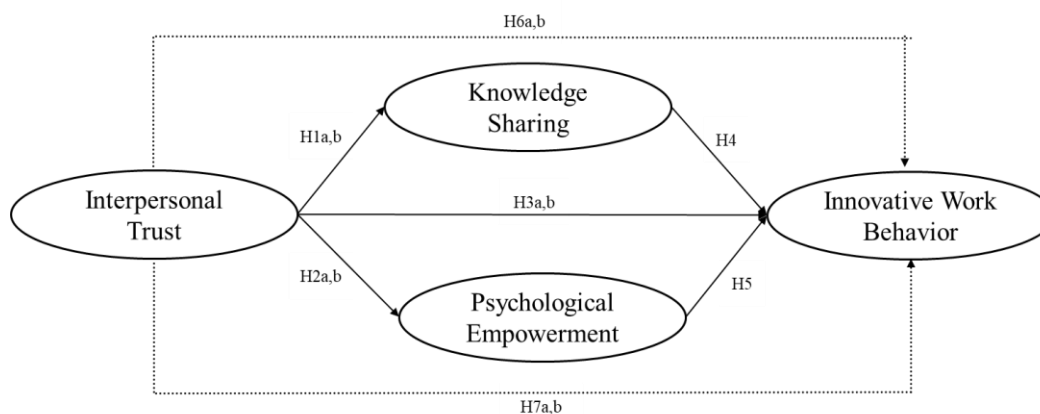 H6a,b
Knowledge
Sharing
H1a,b
H4
Interpersonal
Trust
H3a,b
Innovative Work
Behavior
H2a,b
H5
Psychological
Empowerment
H7a,b